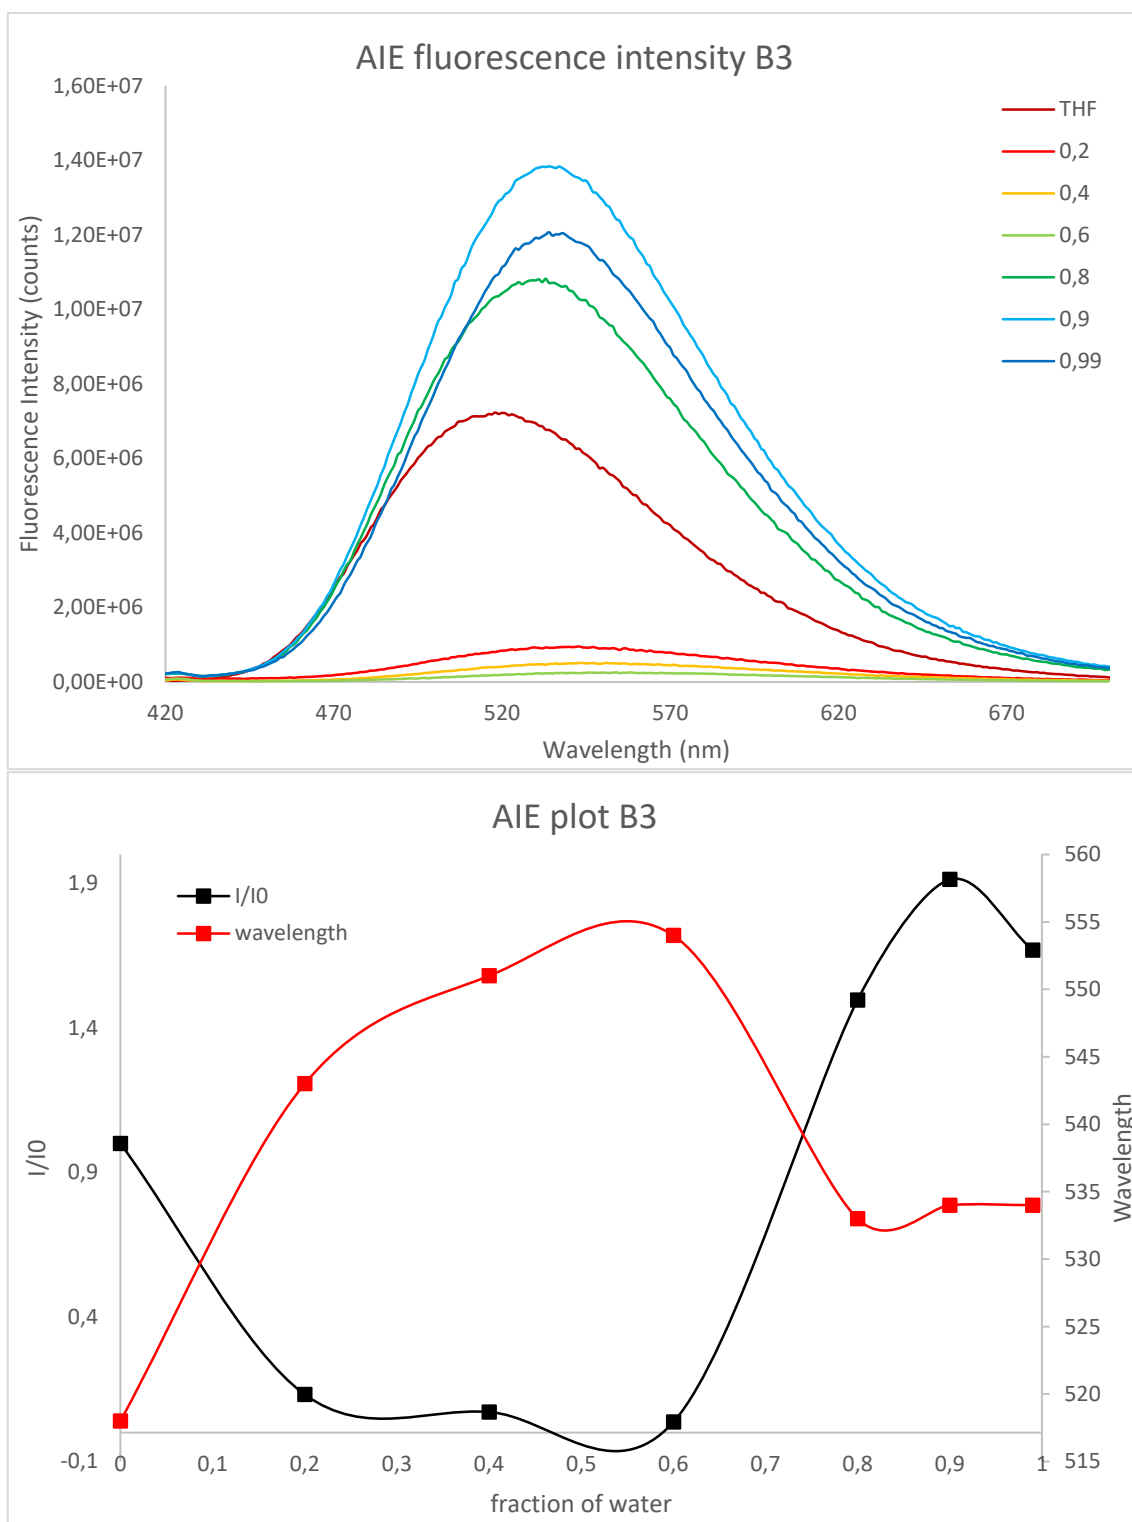 AIE fluorescence intensity B3
1,60E+07
1,40E+07
1,20E+07
1,00E+07
8,00E+06
6,00E+06
4,00E+06
2,00E+06
0,00E+00
Fluorescence Intensity (counts)
420 470 520 570 620 670
Wavelength (nm)
THF
0,2
0,4
0,6
0,8
0,9
0,99
AIE plot B3
I/I0
wavelength
1,9
1,4
0,9
0,4
-0,1
I/I0
560
555
550
545
540
535
530
525
520
515
Wavelength
0 0,1 0,2 0,3 0,4 0,5 0,6 0,7 0,8 0,9 1
fraction of water